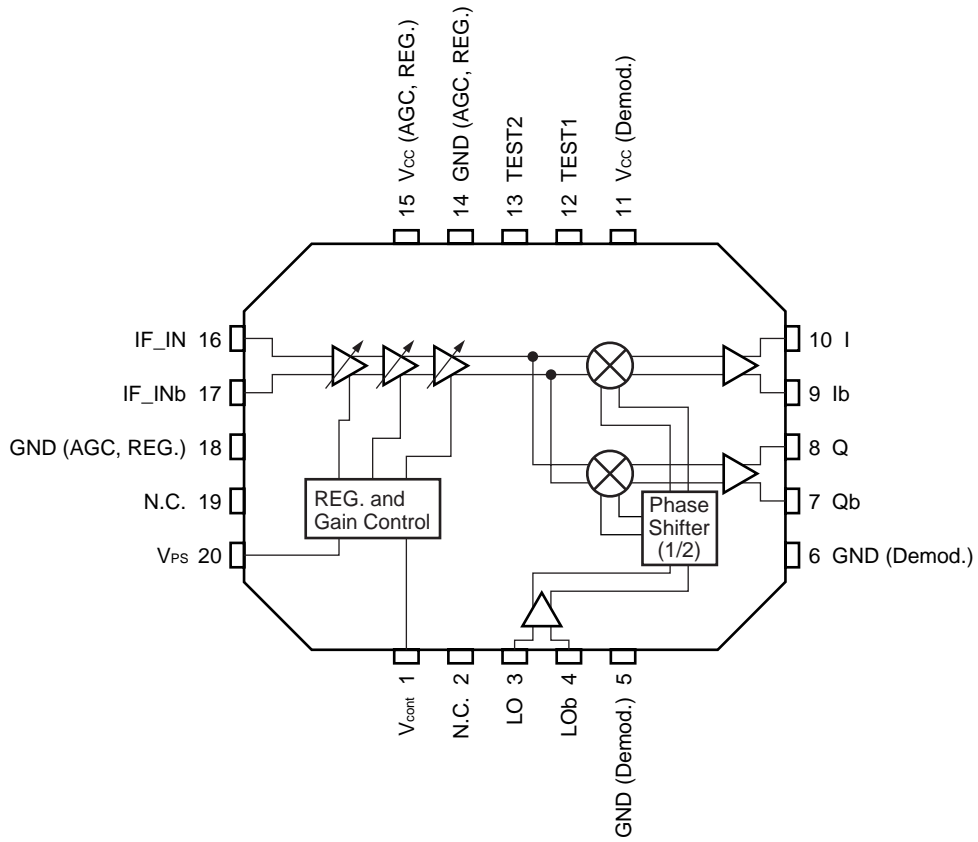 15 VCC (AGC, REG.)
14 GND (AGC, REG.)
13 TEST2
12 TEST1
11 VCC (Demod.)
IF_IN 16
IF_INb 17
GND (AGC, REG.) 18
N.C. 19
VPS 20
10 I
9 Ib
8 Q
7 Qb
6 GND (Demod.)
REG. and
Gain Control
Phase
Shifter
(1/2)
Vcont 1
N.C. 2
LO 3
LOb 4
GND (Demod.) 5